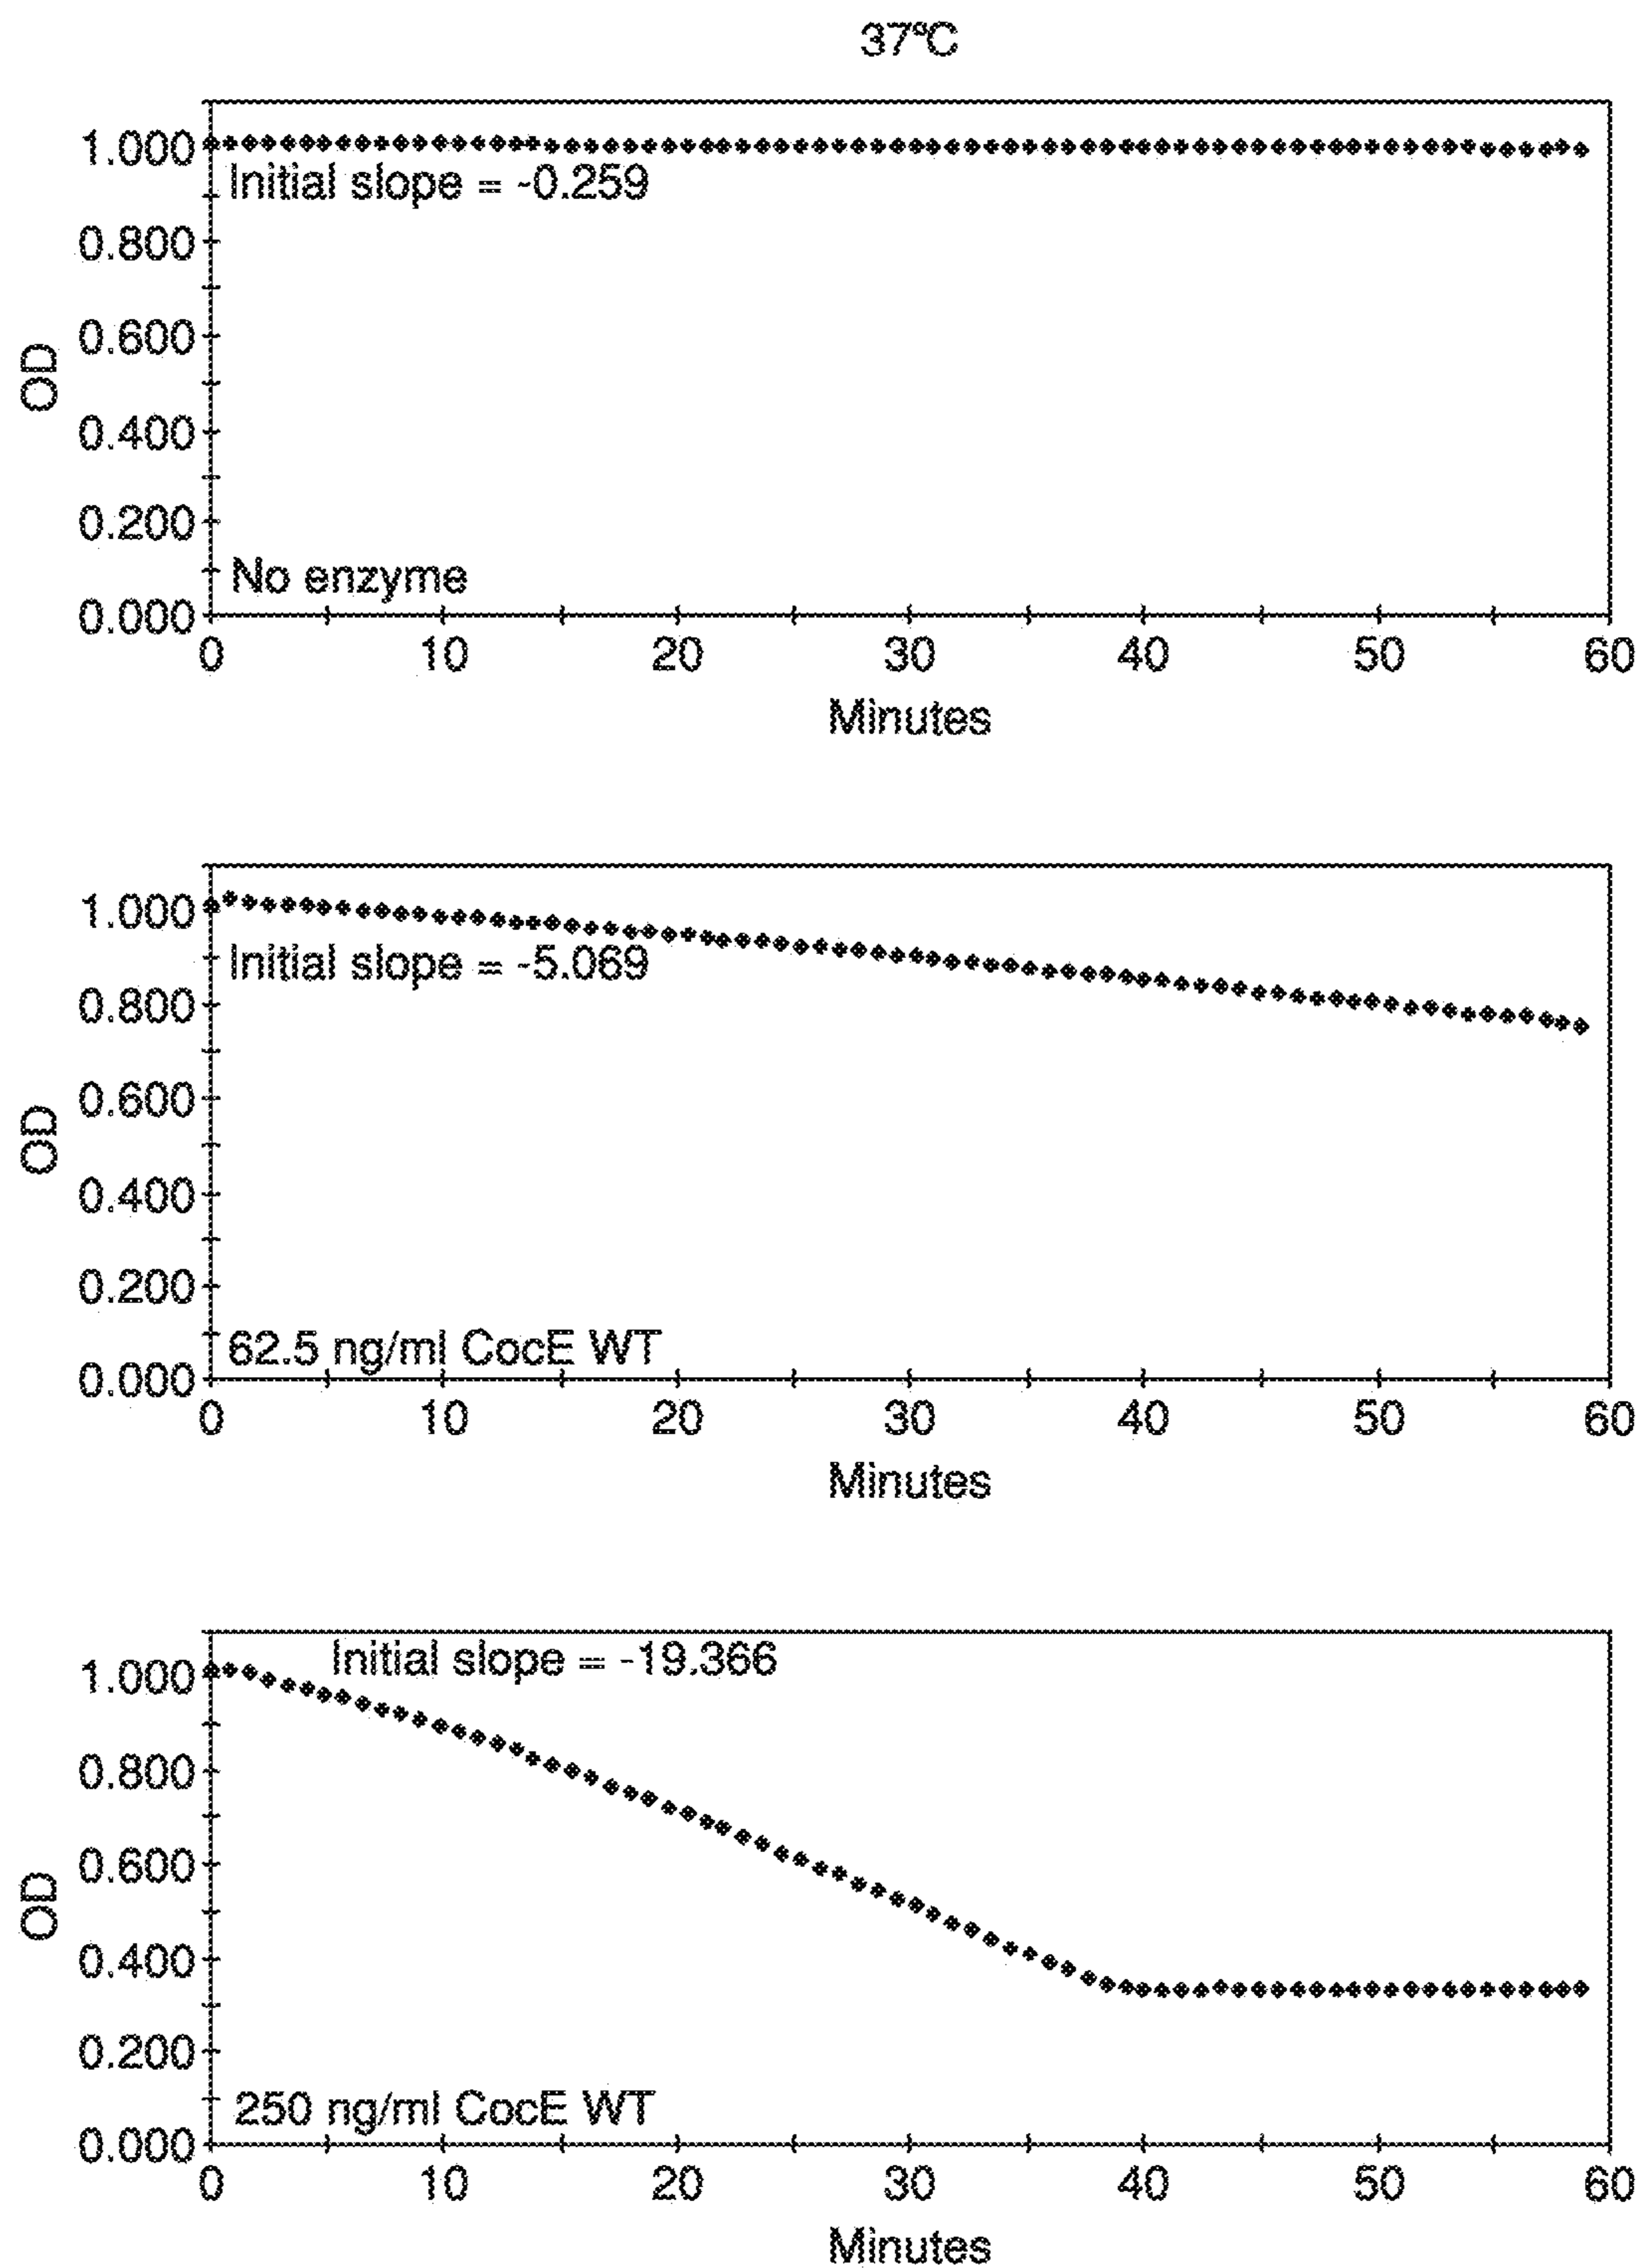 37°C
1.000
Initial slope = -0.259
0.800
0.600
OD
0.400
0.200
No enzyme
0.000
0 10 20 30 40 50 60
Minutes
1.000
Initial slope = -5.069
0.800
0.600
OD
0.400
0.200
62.5 ng/ml CocE WT
0.000
0 10 20 30 40 50 60
Minutes
Initial slope = -19.366
1.000
0.800
0.600
OD
0.400
0.200
250 ng/ml CocE WT
0.000
0 10 20 30 40 50 60
Minutes